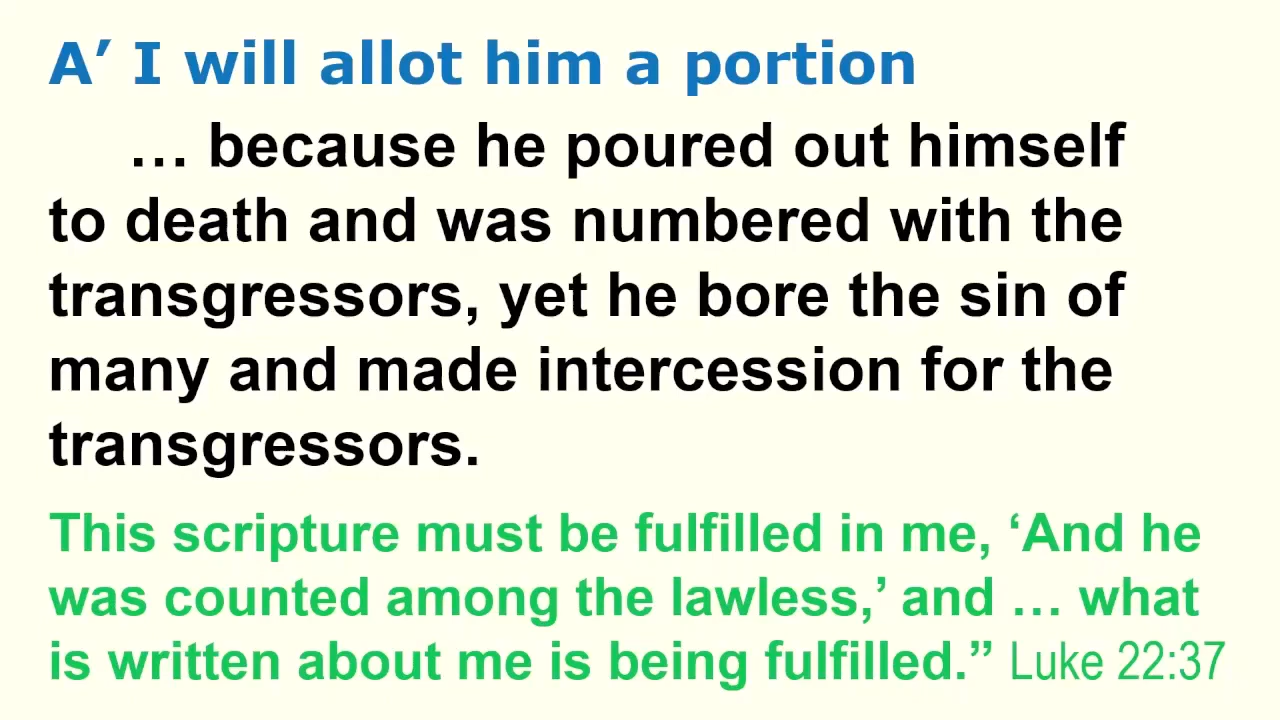 A′ I will allot him a portion
… because he poured out himself
to death and was numbered with the
transgressors, yet he bore the sin of
many and made intercession for the
transgressors.
This scripture must be fulfilled in me, ‘And he
was counted among the lawless,’ and … what
is written about me is being fulfilled.” Luke 22:37